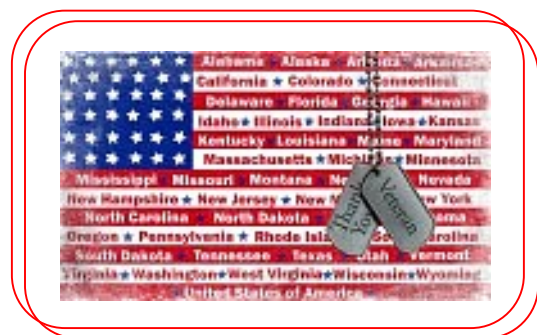 Alabama Alaska Arkansas
California Colorado Connecticut
Delaware Florida Georgia Hawaii
Idaho Illinois Indiana Iowa Kansas
Kentucky Louisiana Maine Maryland
Massachusetts Minnesota
Mississippi Missouri Montana Nevada
New Hampshire New Jersey New York
North Carolina North Dakota
Oregon Pennsylvania Rhode
South Dakota Tennessee Texas Utah Vermont
Virginia Washington West Virginia Wisconsin Wyoming
United States of America
Thank
You
Veteran